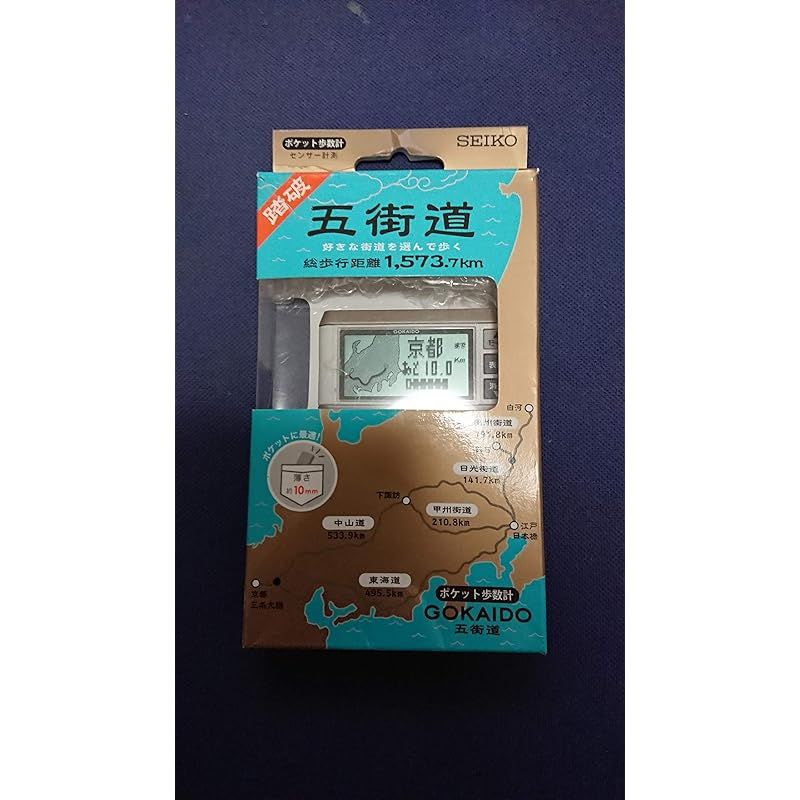 ポケット歩数計
センサー計測
SEIKO
踏破
五街道
好きな街道を選んで歩く
総歩行距離1,573.7km
GOKAIDO
京都
まで
あと10.0
Km
白河
ポケットに最適!
薄さ
約10mm
日光街道
141.7km
下諏訪
甲州街道
210.8km
中山道
533.9km
江戸
日本橋
東海道
495.5km
京都
三条大橋
ポケット歩数計
GOKAIDO
五街道